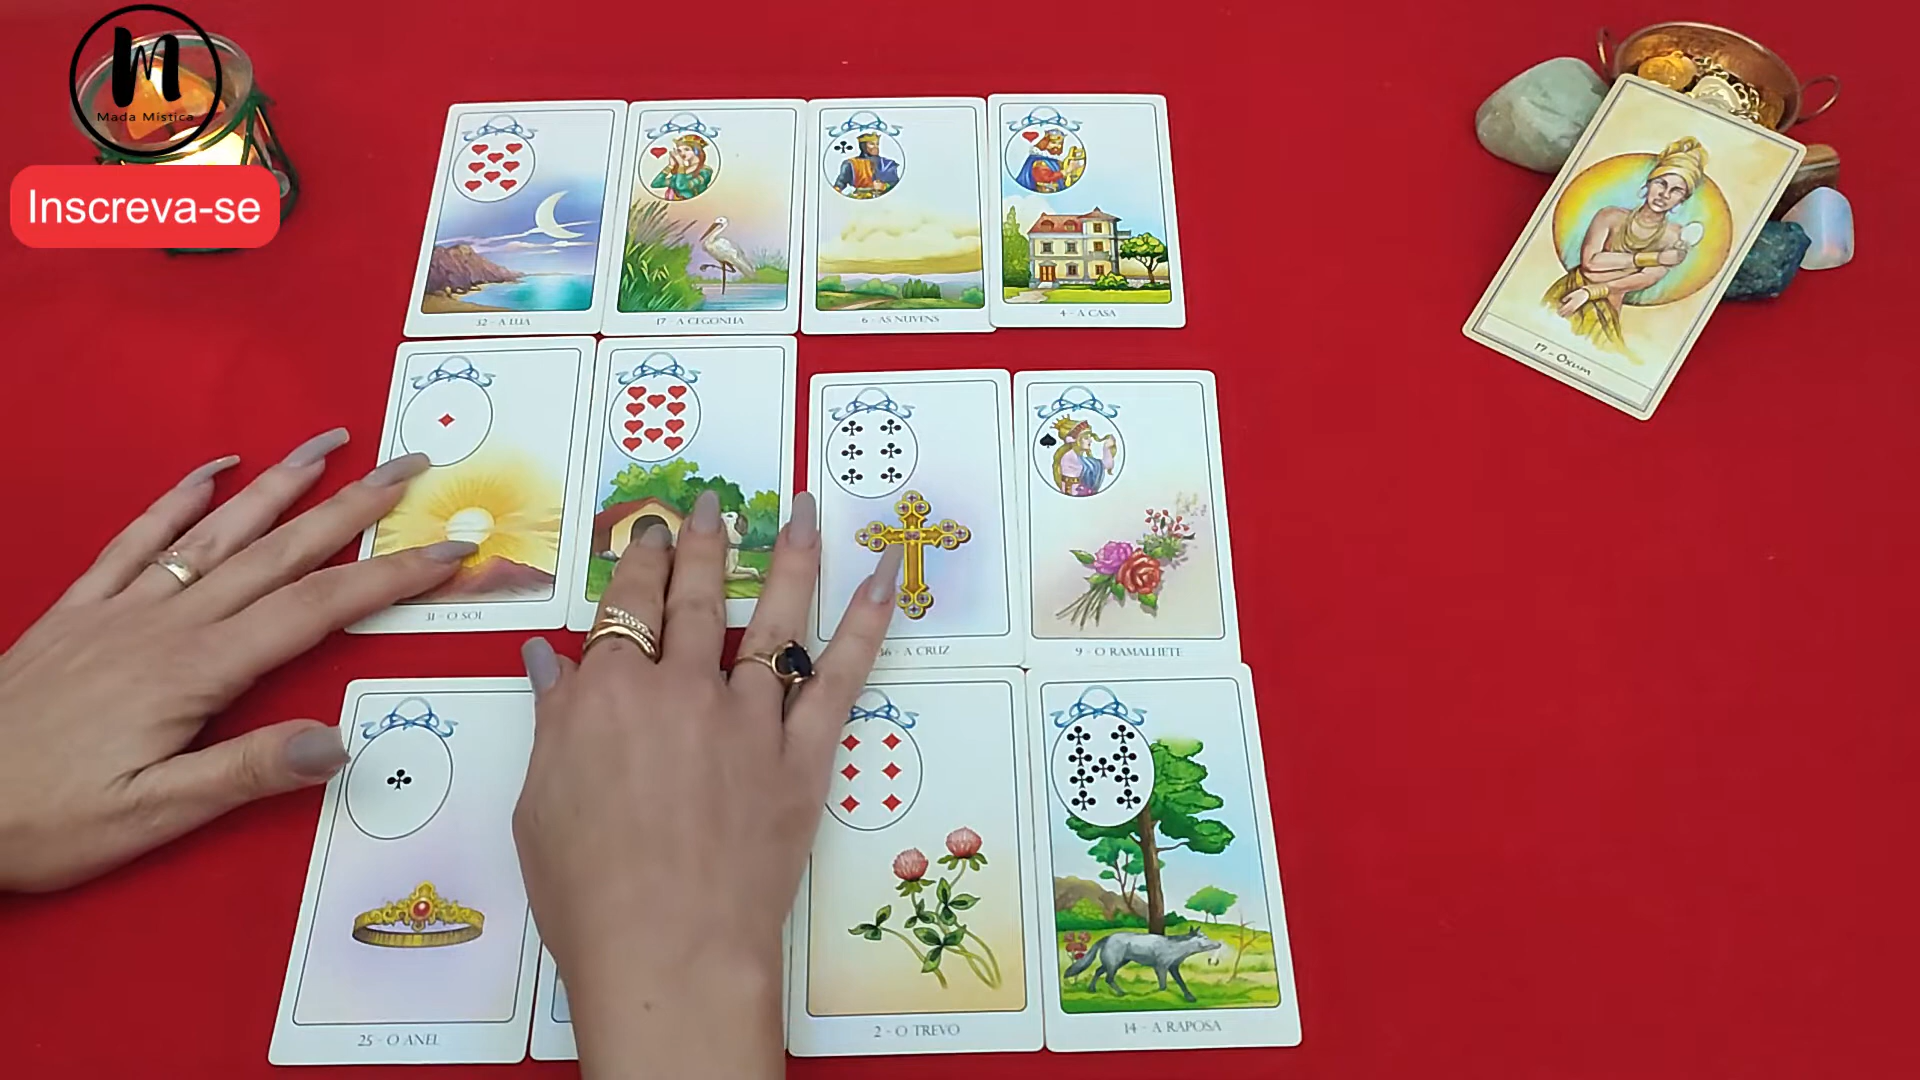 Mada Mistica
Inscreva-se
32 - A LUA
17 - A CEGONHA
6 - AS NUVENS
4 - A CASA
17 - Oxum
31 - O SOL
36 - A CRUZ
9 - O RAMALHETE
25 - O ANEL
2 - O TREVO
14 - A RAPOSA